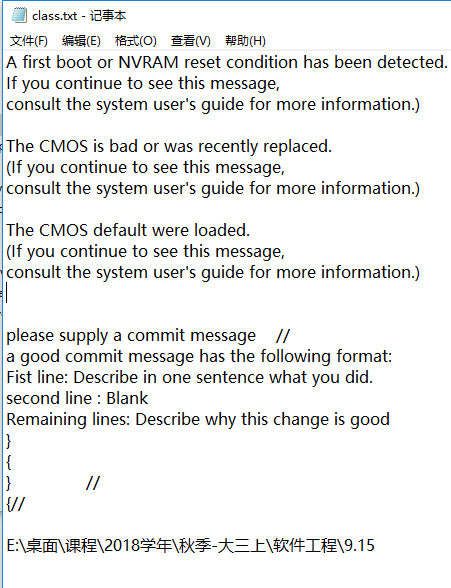 class.txt - 记事本
文件(F) 编辑(E) 格式(O) 查看(V) 帮助(H)
A first boot or NVRAM reset condition has been detected.
If you continue to see this message,
consult the system user's guide for more information.)
The CMOS is bad or was recently replaced.
(If you continue to see this message,
consult the system user's guide for more information.)
The CMOS default were loaded.
(If you continue to see this message,
consult the system user's guide for more information.)
please supply a commit message //
a good commit message has the following format:
Fist line: Describe in one sentence what you did.
second line : Blank
Remaining lines: Describe why this change is good
}
{
} //
{//
E:\桌面\课程\2018学年\秋季-大三上\软件工程\9.15